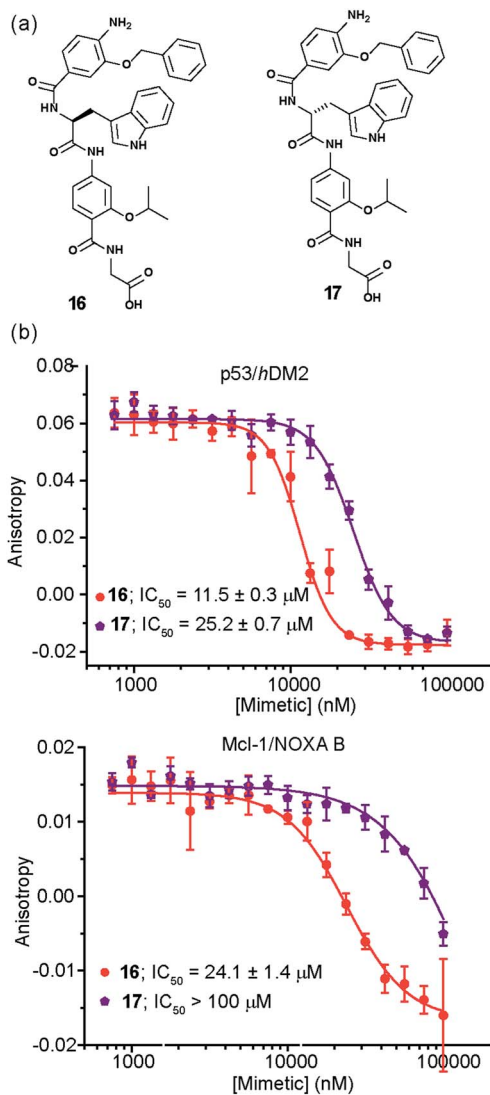 (a)
NH2
O
O
HN
O
NH
NH
O
O
NH
O
OH
16
NH2
O
O
HN
O
NH
NH
O
O
NH
O
OH
17
(b)
p53/hDM2
0.08
0.06
0.04
0.02
0.00
-0.02
Anisotropy
16; IC50 = 11.5 ± 0.3 μM
17; IC50 = 25.2 ± 0.7 μM
1000 10000 100000
[Mimetic] (nM)
Mcl-1/NOXA B
0.02
0.01
0.00
-0.01
-0.02
Anisotropy
16; IC50 = 24.1 ± 1.4 μM
17; IC50 > 100 μM
1000 10000 100000
[Mimetic] (nM)